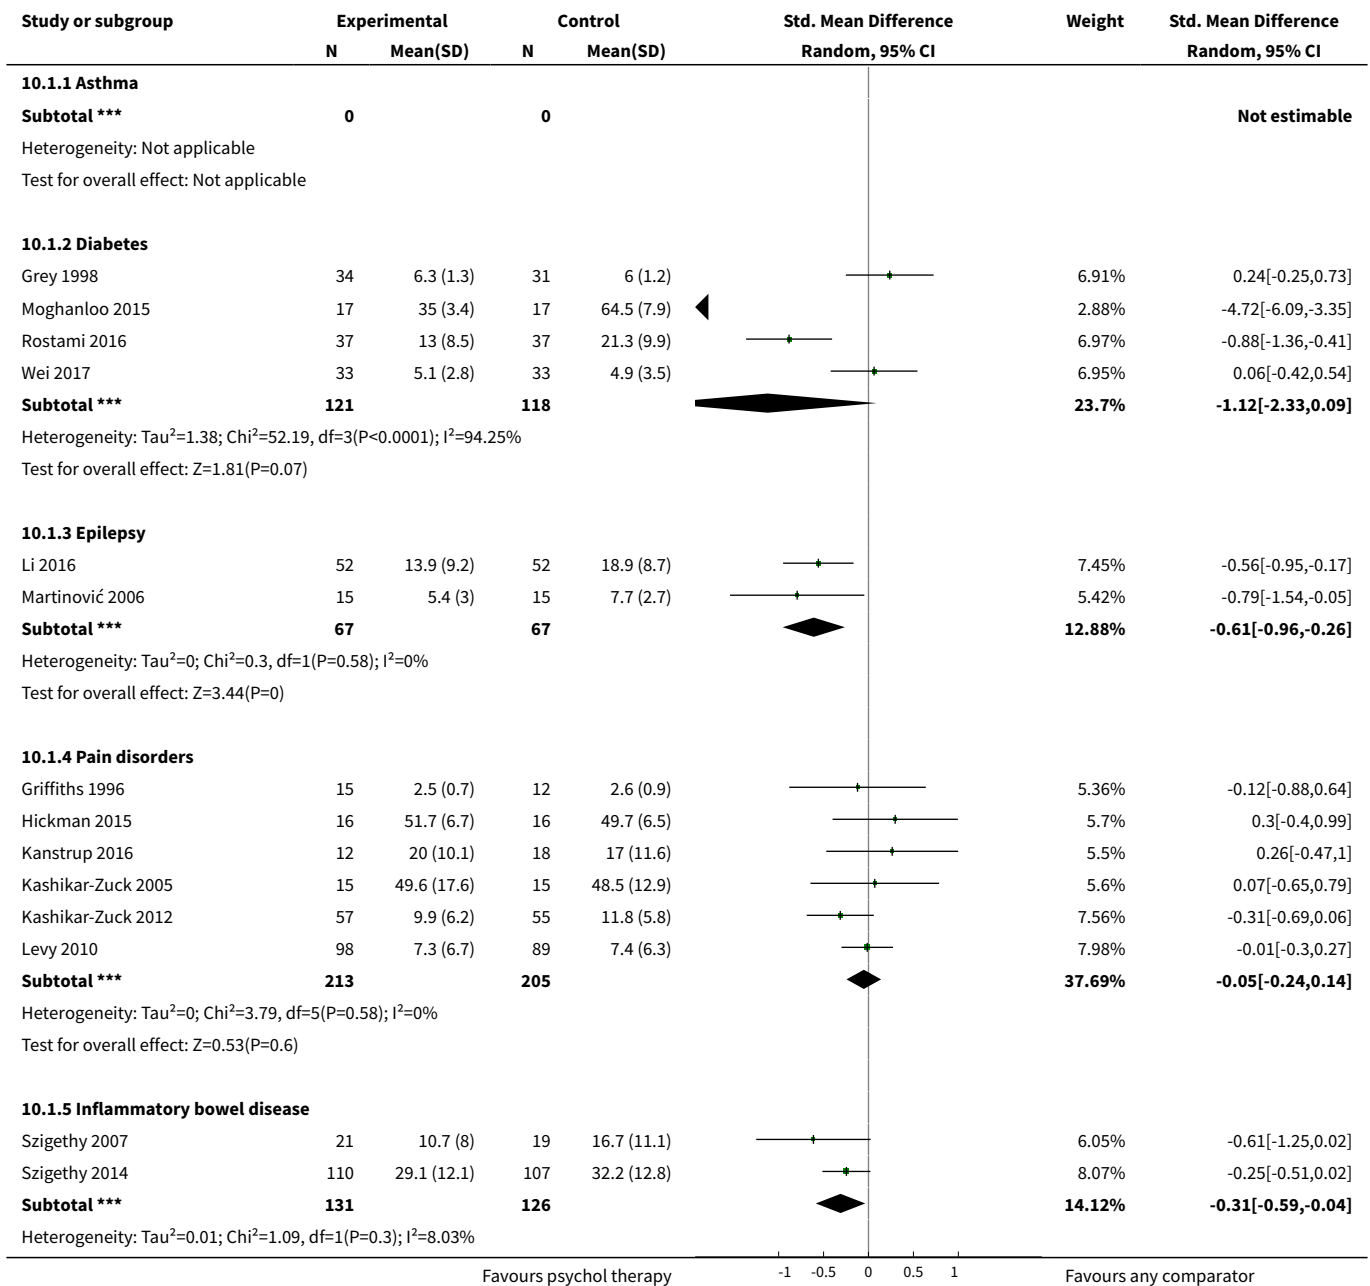 Study or subgroup Experimental Control Std. Mean Difference Weight Std. Mean Difference
N Mean(SD) N Mean(SD) Random, 95% CI Random, 95% CI
10.1.1 Asthma
Subtotal *** 0 0 Not estimable
Heterogeneity: Not applicable
Test for overall effect: Not applicable
10.1.2 Diabetes
Grey 1998 34 6.3 (1.3) 31 6 (1.2) 6.91% 0.24[-0.25,0.73]
Moghanloo 2015 17 35 (3.4) 17 64.5 (7.9) 2.88% -4.72[-6.09,-3.35]
Rostami 2016 37 13 (8.5) 37 21.3 (9.9) 6.97% -0.88[-1.36,-0.41]
Wei 2017 33 5.1 (2.8) 33 4.9 (3.5) 6.95% 0.06[-0.42,0.54]
Subtotal *** 121 118 23.7% -1.12[-2.33,0.09]
Heterogeneity: Tau²=1.38; Chi²=52.19, df=3(P<0.0001); I²=94.25%
Test for overall effect: Z=1.81(P=0.07)
10.1.3 Epilepsy
Li 2016 52 13.9 (9.2) 52 18.9 (8.7) 7.45% -0.56[-0.95,-0.17]
Martinović 2006 15 5.4 (3) 15 7.7 (2.7) 5.42% -0.79[-1.54,-0.05]
Subtotal *** 67 67 12.88% -0.61[-0.96,-0.26]
Heterogeneity: Tau²=0; Chi²=0.3, df=1(P=0.58); I²=0%
Test for overall effect: Z=3.44(P=0)
10.1.4 Pain disorders
Griffiths 1996 15 2.5 (0.7) 12 2.6 (0.9) 5.36% -0.12[-0.88,0.64]
Hickman 2015 16 51.7 (6.7) 16 49.7 (6.5) 5.7% 0.3[-0.4,0.99]
Kanstrup 2016 12 20 (10.1) 18 17 (11.6) 5.5% 0.26[-0.47,1]
Kashikar-Zuck 2005 15 49.6 (17.6) 15 48.5 (12.9) 5.6% 0.07[-0.65,0.79]
Kashikar-Zuck 2012 57 9.9 (6.2) 55 11.8 (5.8) 7.56% -0.31[-0.69,0.06]
Levy 2010 98 7.3 (6.7) 89 7.4 (6.3) 7.98% -0.01[-0.3,0.27]
Subtotal *** 213 205 37.69% -0.05[-0.24,0.14]
Heterogeneity: Tau²=0; Chi²=3.79, df=5(P=0.58); I²=0%
Test for overall effect: Z=0.53(P=0.6)
10.1.5 Inflammatory bowel disease
Szigethy 2007 21 10.7 (8) 19 16.7 (11.1) 6.05% -0.61[-1.25,0.02]
Szigethy 2014 110 29.1 (12.1) 107 32.2 (12.8) 8.07% -0.25[-0.51,0.02]
Subtotal *** 131 126 14.12% -0.31[-0.59,-0.04]
Heterogeneity: Tau²=0.01; Chi²=1.09, df=1(P=0.3); I²=8.03%
Favours psychol therapy -1 -0.5 0 0.5 1 Favours any comparator